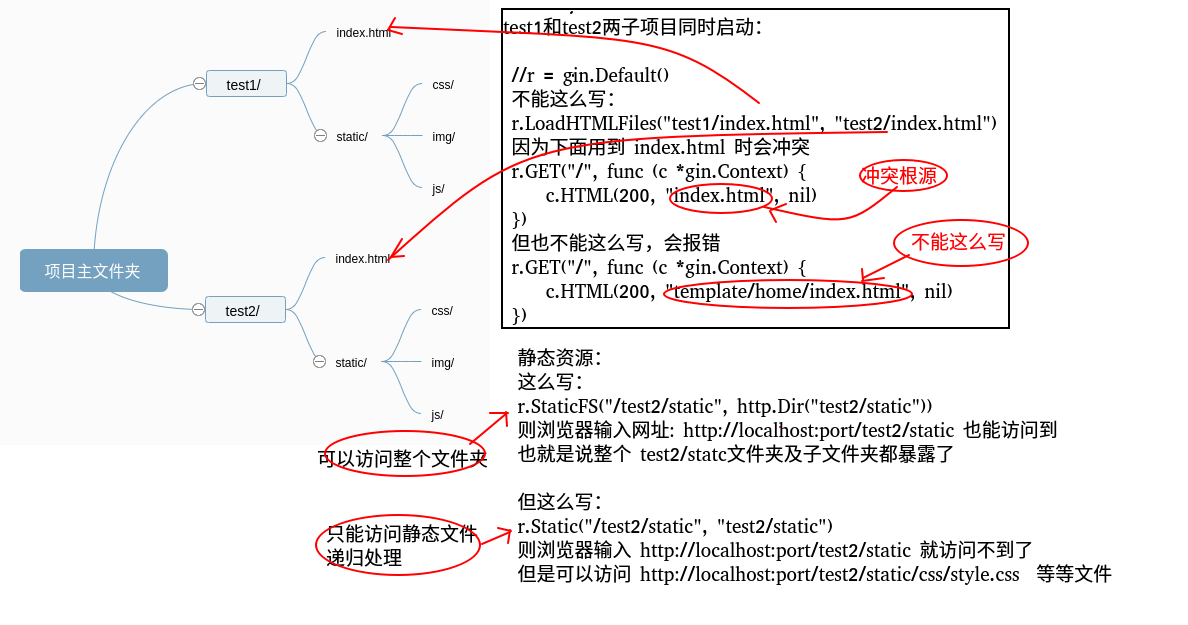 项目主文件夹
test1/
index.html
static/
css/
img/
js/
test2/
index.html
static/
css/
img/
js/
test1和test2两子项目同时启动：
//r = gin.Default()
不能这么写：
r.LoadHTMLFiles("test1/index.html", "test2/index.html")
因为下面用到 index.html 时会冲突
r.GET("/", func (c *gin.Context) {
c.HTML(200, "index.html", nil)
})
冲突根源
但也不能这么写，会报错
不能这么写
r.GET("/", func (c *gin.Context) {
c.HTML(200, "template/home/index.html", nil)
})
静态资源：
这么写：
r.StaticFS("/test2/static", http.Dir("test2/static"))
则浏览器输入网址: http://localhost:port/test2/static 也能访问到
也就是说整个 test2/statc文件夹及子文件夹都暴露了
可以访问整个文件夹
但这么写：
r.Static("/test2/static", "test2/static")
则浏览器输入 http://localhost:port/test2/static 就访问不到了
但是可以访问 http://localhost:port/test2/static/css/style.css 等等文件
只能访问静态文件
递归处理